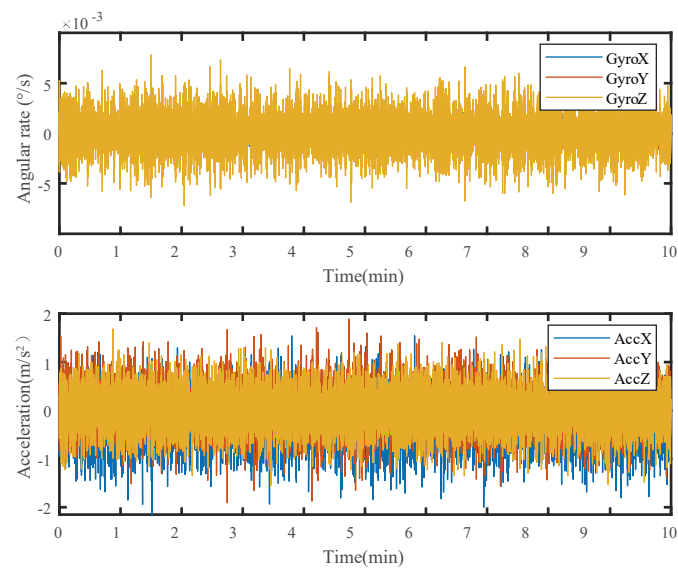 ×10 -3
GyroX
GyroY
GyroZ
Angular rate (°/s)
5
0
-5
0 1 2 3 4 5 6 7 8 9 10
Time(min)
2
1
0
-1
-2
AccX
AccY
AccZ
Acceleration(m/s²）
0 1 2 3 4 5 6 7 8 9 10
Time(min)